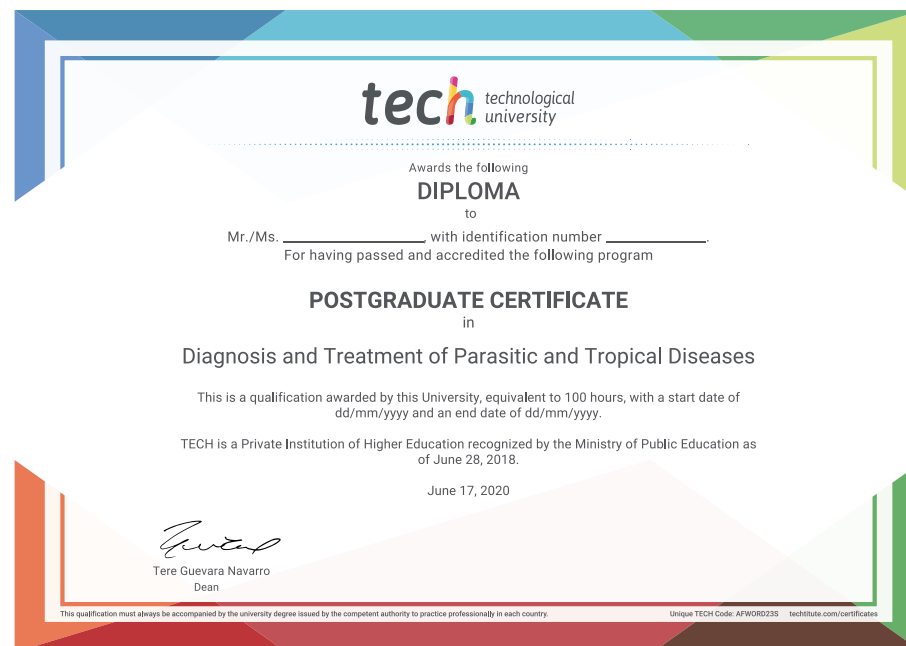 tech technological
university
Awards the following
DIPLOMA
to
Mr./Ms. ____________, with identification number ____________.
For having passed and accredited the following program
POSTGRADUATE CERTIFICATE
in
Diagnosis and Treatment of Parasitic and Tropical Diseases
This is a qualification awarded by this University, equivalent to 100 hours, with a start date of
dd/mm/yyyy and an end date of dd/mm/yyyy.
TECH is a Private Institution of Higher Education recognized by the Ministry of Public Education as
of June 28, 2018.
June 17, 2020
Tere Guevara Navarro
Dean
This qualification must always be accompanied by the university degree issued by the competent authority to practice professionally in each country. Unique TECH Code: AFWORD23S techtitute.com/certificates